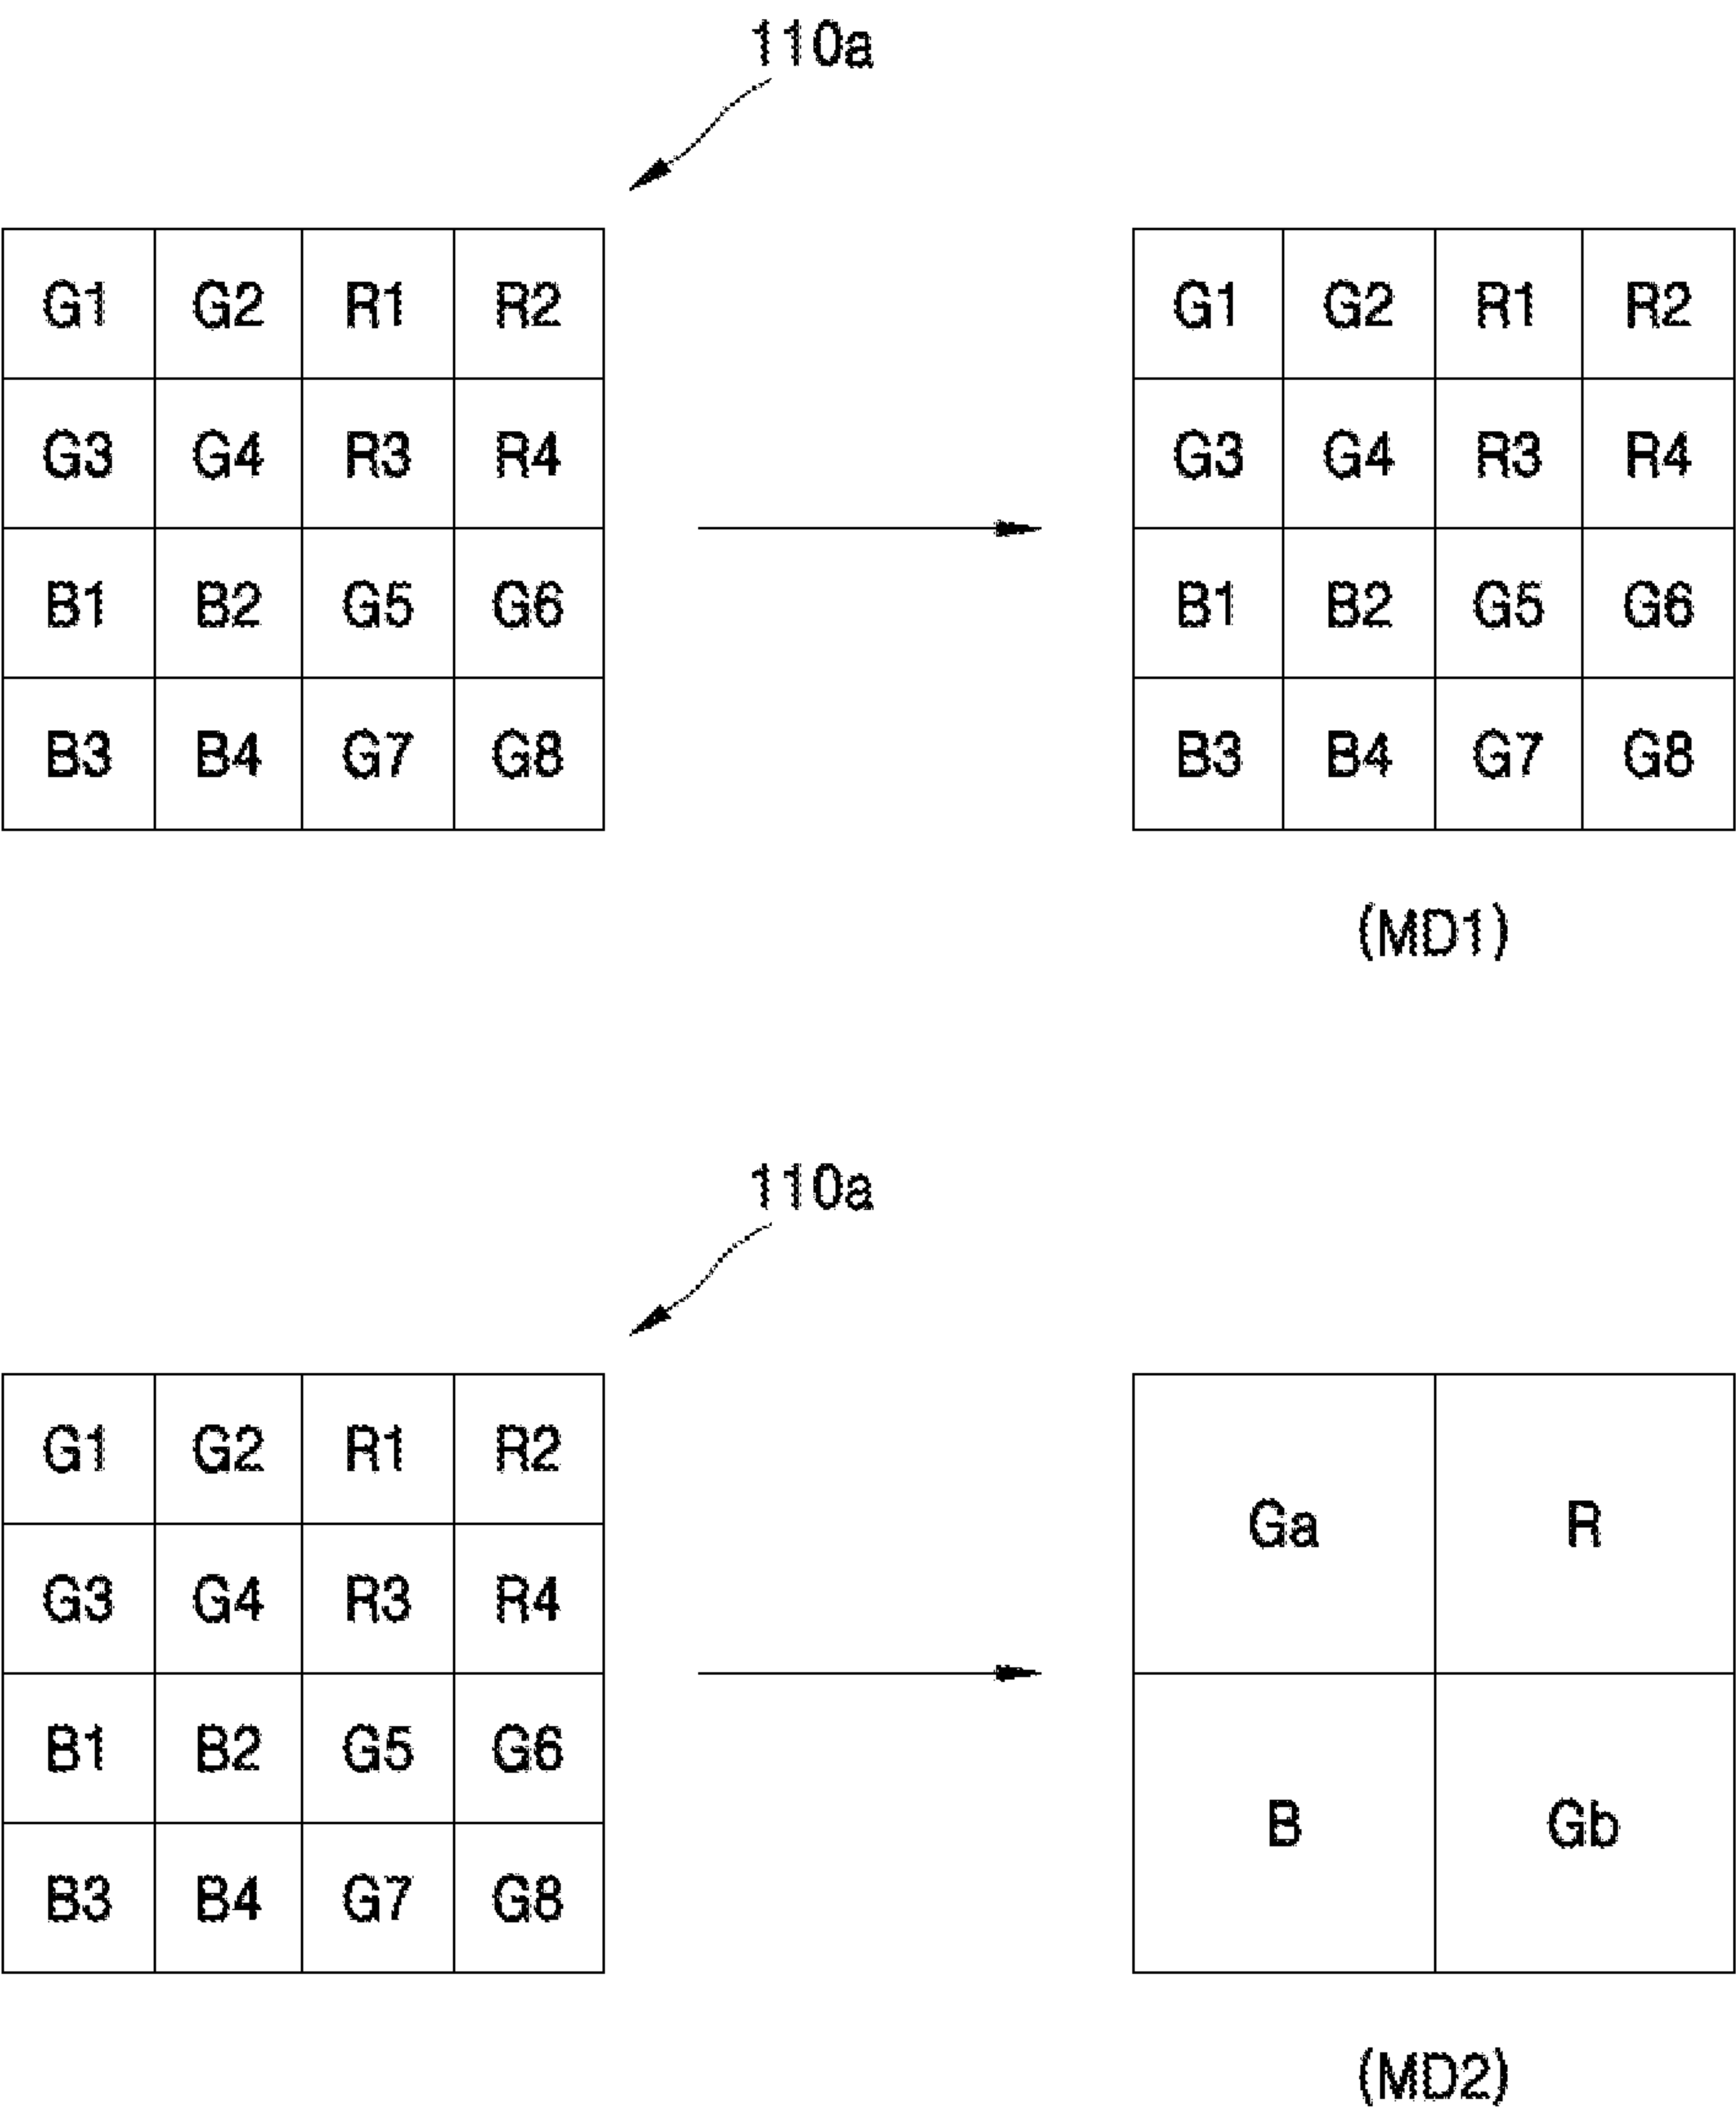 110a
G1 G2 R1 R2 G1 G2 R1 R2
G3 G4 R3 R4 G3 G4 R3 R4
B1 B2 G5 G6 B1 B2 G5 G6
B3 B4 G7 G8 B3 B4 G7 G8
(MD1)
110a
G1 G2 R1 R2
Ga R
G3 G4 R3 R4
B1 B2 G5 G6
B Gb
B3 B4 G7 G8
(MD2)